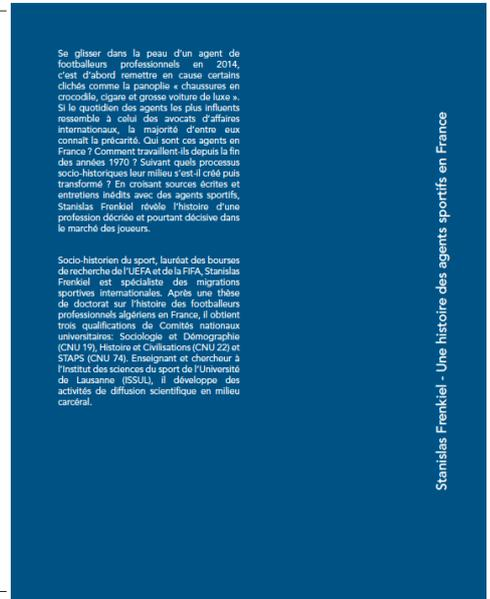 Se glisser dans la peau d'un agent de
footballeurs professionnels en 2014,
c'est d'abord remettre en cause certains
clichés comme la panoplie « chaussures en
crocodile, cigare et grosse voiture de luxe ».
Si le quotidien des agents les plus influents
ressemble à celui des avocats d'affaires
internationaux, la majorité d'entre eux
connaît la précarité. Qui sont ces agents en
France ? Comment travaillent-ils depuis la fin
des années 1970 ? Suivant quels processus
socio-historiques leur milieu s'est-il créé puis
transformé ? En croisant sources écrites et
entretiens inédits avec des agents sportifs,
Stanislas Frenkiel révèle l'histoire d'une
profession décriée et pourtant décisive dans
le marché des joueurs.
Socio-historien du sport, lauréat des bourses
de recherche de l'UEFA et de la FIFA, Stanislas
Frenkiel est spécialiste des migrations
sportives internationales. Après une thèse
de doctorat sur l'histoire des footballeurs
professionnels algériens en France, il obtient
trois qualifications de Comités nationaux
universitaires: Sociologie et Démographie
(CNU 19), Histoire et Civilisations (CNU 22) et
STAPS (CNU 74). Enseignant et chercheur à
l'Institut des sciences du sport de l'Université
de Lausanne (ISSUL), il développe des
activités de diffusion scientifique en milieu
carcéral.
Stanislas Frenkiel - Une histoire des agents sportifs en France